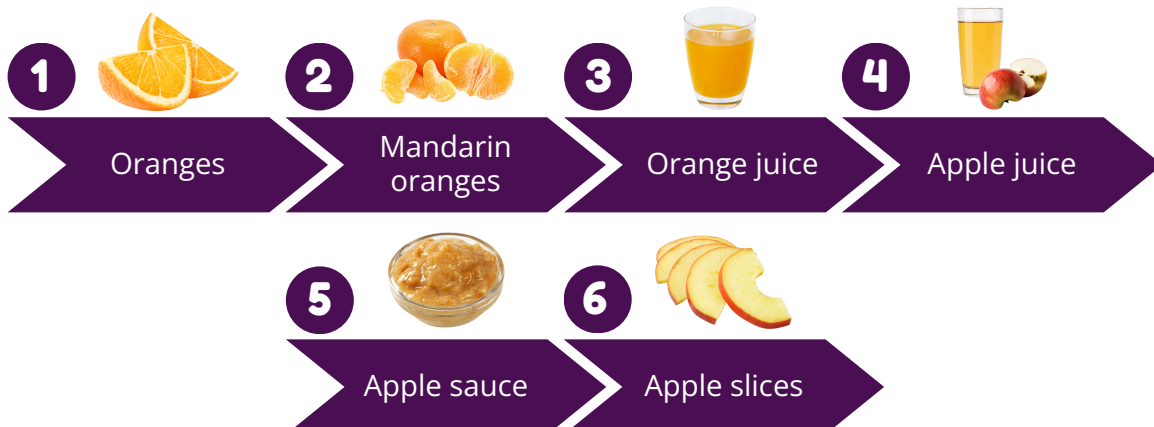 1
Oranges
2
Mandarin
oranges
3
Orange juice
4
Apple juice
5
Apple sauce
6
Apple slices